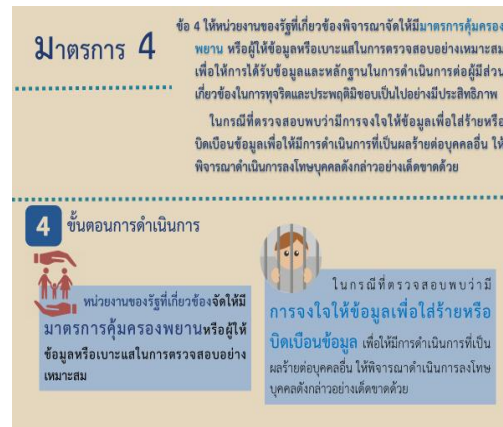 มาตรการ 4
ข้อ 4 ให้หน่วยงานของรัฐที่เกี่ยวข้องพิจารณาจัดให้มีมาตรการคุ้มครอง
พยาน หรือผู้ให้ข้อมูลหรือเบาะแสในการตรวจสอบอย่างเหมาะสม
เพื่อให้การได้รับข้อมูลและหลักฐานในการดำเนินการต่อผู้มีส่วน
เกี่ยวข้องในการทุจริตและประพฤติมิชอบเป็นไปอย่างมีประสิทธิภาพ
ในกรณีที่ตรวจสอบพบว่ามีการจงใจให้ข้อมูลเพื่อใส่ร้ายหรือ
บิดเบือนข้อมูลเพื่อให้มีการดำเนินการที่เป็นผลร้ายต่อบุคคลอื่น ให้
พิจารณาดำเนินการลงโทษบุคคลดังกล่าวอย่างเด็ดขาดด้วย
4 ขั้นตอนการดำเนินการ
หน่วยงานของรัฐที่เกี่ยวข้องจัดให้มี
มาตรการคุ้มครองพยานหรือผู้ให้
ข้อมูลหรือเบาะแสในการตรวจสอบอย่าง
เหมาะสม
ในกรณีที่ตรวจสอบพบว่ามี
การจงใจให้ข้อมูลเพื่อใส่ร้ายหรือ
บิดเบือนข้อมูล เพื่อให้มีการดำเนินการที่เป็น
ผลร้ายต่อบุคคลอื่น ให้พิจารณาดำเนินการลงโทษ
บุคคลดังกล่าวอย่างเด็ดขาดด้วย